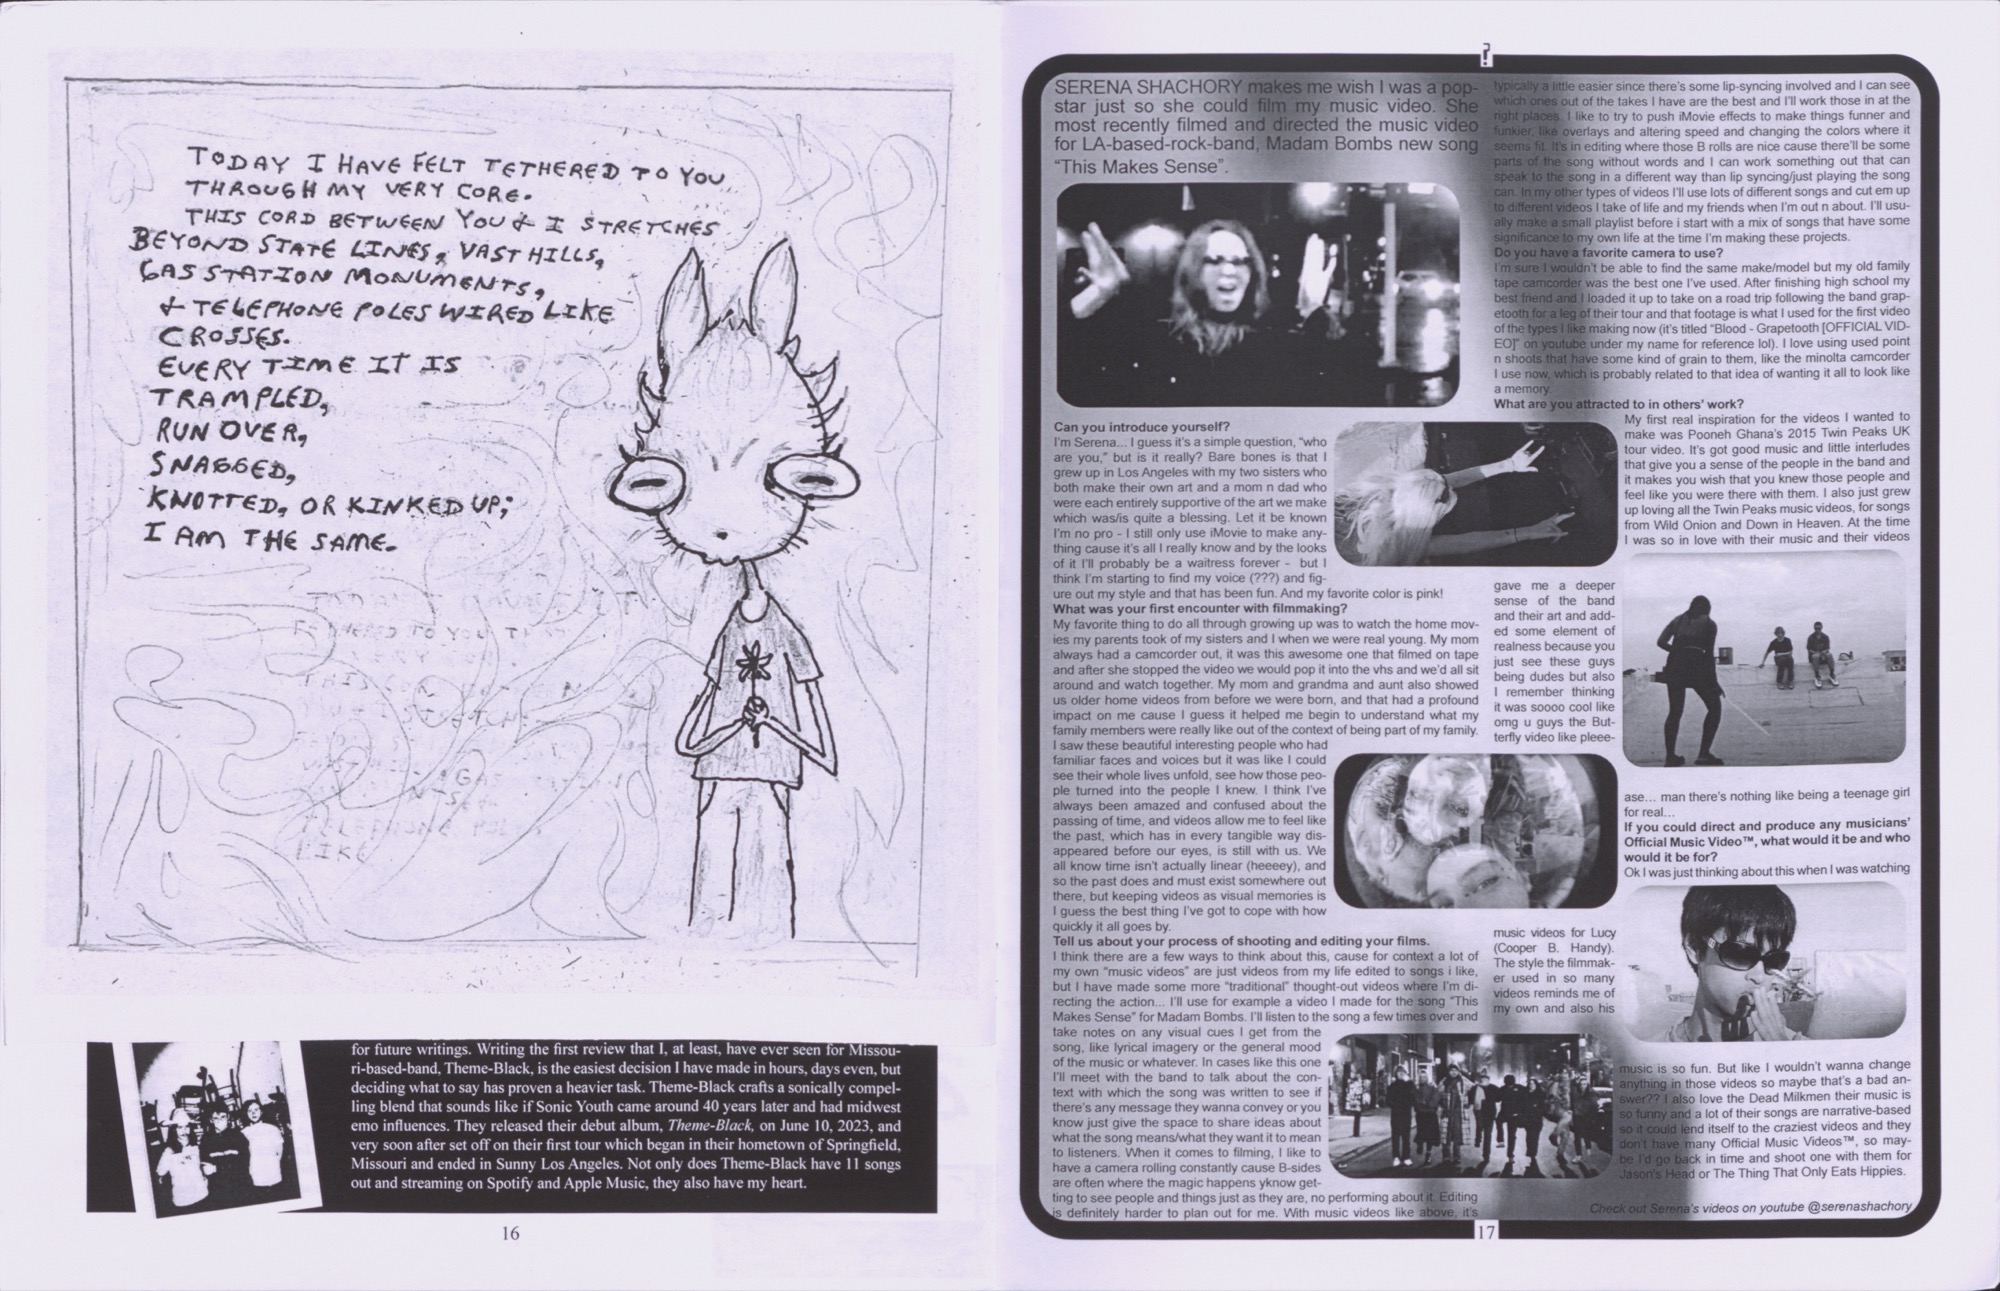 TODAY I HAVE FELT TETHERED TO YOU
THROUGH MY VERY CORE.
THIS CORD BETWEEN YOU & I STRETCHES
BEYOND STATE LINES, VAST HILLS,
GAS STATION MONUMENTS,
& TELEPHONE POLES WIRED LIKE
CROSSES.
EVERY TIME IT IS
TRAMPLED,
RUN OVER,
SNAGGED,
KNOTTED, OR KINKED UP;
I AM THE SAME.
for future writings. Writing the first review that I, at least, have ever seen for Missou-
ri-based-band, Theme-Black, is the easiest decision I have made in hours, days even, but
deciding what to say has proven a heavier task. Theme-Black crafts a sonically compel-
ling blend that sounds like if Sonic Youth came around 40 years later and had midwest
emo influences. They released their debut album, Theme-Black, on June 10, 2023, and
very soon after set off on their first tour which began in their hometown of Springfield,
Missouri and ended in Sunny Los Angeles. Not only does Theme-Black have 11 songs
out and streaming on Spotify and Apple Music, they also have my heart.
16
?
SERENA SHACHORY makes me wish I was a pop-
star just so she could film my music video. She
most recently filmed and directed the music video
for LA-based-rock-band, Madam Bombs new song
“This Makes Sense”.
Can you introduce yourself?
I'm Serena... I guess it's a simple question, “who
are you,” but is it really? Bare bones is that I
grew up in Los Angeles with my two sisters who
both make their own art and a mom n dad who
were each entirely supportive of the art we make
which was/is quite a blessing. Let it be known
I'm no pro - I still only use iMovie to make any-
thing cause it's all I really know and by the looks
of it I'll probably be a waitress forever - but I
think I'm starting to find my voice (???) and fig-
ure out my style and that has been fun. And my favorite color is pink!
What was your first encounter with filmmaking?
My favorite thing to do all through growing up was to watch the home mov-
ies my parents took of my sisters and I when we were real young. My mom
always had a camcorder out, it was this awesome one that filmed on tape
and after she stopped the video we would pop it into the vhs and we'd all sit
around and watch together. My mom and grandma and aunt also showed
us older home videos from before we were born, and that had a profound
impact on me cause I guess it helped me begin to understand what my
family members were really like out of the context of being part of my family.
I saw these beautiful interesting people who had
familiar faces and voices but it was like I could
see their whole lives unfold, see how those peo-
ple turned into the people I knew. I think I've
always been amazed and confused about the
passing of time, and videos allow me to feel like
the past, which has in every tangible way dis-
appeared before our eyes, is still with us. We
all know time isn't actually linear (heeeey), and
so the past does and must exist somewhere out
there, but keeping videos as visual memories is
I guess the best thing I've got to cope with how
quickly it all goes by.
Tell us about your process of shooting and editing your films.
I think there are a few ways to think about this, cause for context a lot of
my own “music videos” are just videos from my life edited to songs i like,
but I have made some more “traditional” thought-out videos where I'm di-
recting the action... I'll use for example a video I made for the song “This
Makes Sense” for Madam Bombs. I'll listen to the song a few times over and
take notes on any visual cues I get from the
song, like lyrical imagery or the general mood
of the music or whatever. In cases like this one
I'll meet with the band to talk about the con-
text with which the song was written to see if
there's any message they wanna convey or you
know just give the space to share ideas about
what the song means/what they want it to mean
to listeners. When it comes to filming, I like to
have a camera rolling constantly cause B-sides
are often where the magic happens yknow get-
ting to see people and things just as they are, no performing about it. Editing
is definitely harder to plan out for me. With music videos like above, it's
typically a little easier since there's some lip-syncing involved and I can see
which ones out of the takes I have are the best and I'll work those in at the
right places. I like to try to push iMovie effects to make things funner and
funkier, like overlays and altering speed and changing the colors where it
seems fit. It's in editing where those B rolls are nice cause there'll be some
parts of the song without words and I can work something out that can
speak to the song in a different way than lip syncing/just playing the song
can. In my other types of videos I'll use lots of different songs and cut em up
to different videos I take of life and my friends when I'm out n about. I'll usu-
ally make a small playlist before i start with a mix of songs that have some
significance to my own life at the time I'm making these projects.
Do you have a favorite camera to use?
I'm sure I wouldn't be able to find the same make/model but my old family
tape camcorder was the best one I've used. After finishing high school my
best friend and I loaded it up to take on a road trip following the band grap-
etooth for a leg of their tour and that footage is what I used for the first video
of the types I like making now (it's titled “Blood - Grapetooth [OFFICIAL VID-
EO]” on youtube under my name for reference lol). I love using used point
n shoots that have some kind of grain to them, like the minolta camcorder
I use now, which is probably related to that idea of wanting it all to look like
a memory.
What are you attracted to in others' work?
My first real inspiration for the videos I wanted to
make was Pooneh Ghana's 2015 Twin Peaks UK
tour video. It's got good music and little interludes
that give you a sense of the people in the band and
it makes you wish that you knew those people and
feel like you were there with them. I also just grew
up loving all the Twin Peaks music videos, for songs
from Wild Onion and Down in Heaven. At the time
I was so in love with their music and their videos
gave me a deeper
sense of the band
and their art and add-
ed some element of
realness because you
just see these guys
being dudes but also
I remember thinking
it was soooo cool like
omg u guys the But-
terfly video like pleee-
ase... man there's nothing like being a teenage girl
for real...
If you could direct and produce any musicians'
Official Music Video™, what would it be and who
would it be for?
Ok I was just thinking about this when I was watching
music videos for Lucy
(Cooper B. Handy).
The style the filmmak-
er used in so many
videos reminds me of
my own and also his
music is so fun. But like I wouldn't wanna change
anything in those videos so maybe that's a bad an-
swer?? I also love the Dead Milkmen their music is
so funny and a lot of their songs are narrative-based
so it could lend itself to the craziest videos and they
don't have many Official Music Videos™, so may-
be I'd go back in time and shoot one with them for
Jason's Head or The Thing That Only Eats Hippies.
Check out Serena's videos on youtube @serenashachory
17